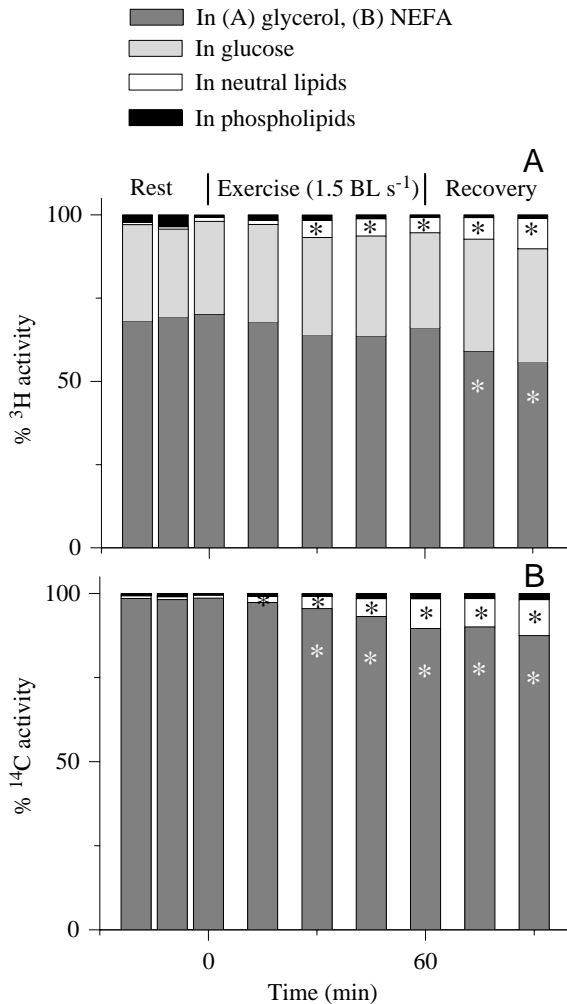 In (A) glycerol, (B) NEFA
In glucose
In neutral lipids
In phospholipids
A
Rest Exercise (1.5 BL s⁻¹) Recovery
100
* * * * *
50
* *
% ³H activity
0
B
100
* * * * * *
* * * * *
50
% ¹⁴C activity
0
0 60
Time (min)